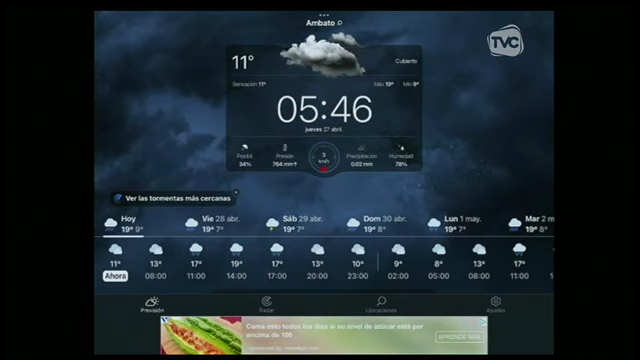 Ambato
TVC
11°
Cubierto
Sensación 11°
Máx 19° Mín 9°
05:46
jueves 27 abril
3
km/h
Posibil.
34%
Presión
764 mm
Precipitación
0.02 mm
Humedad
78%
Ver las tormentas más cercanas
Hoy
19° 9°
Vie 28 abr.
19° 7°
Sáb 29 abr.
19° 7°
Dom 30 abr.
19° 8°
Lun 1 may.
19° 7°
Mar 2 m
19° 8°
11° 13° 17° 19° 17° 13° 10° 9° 8° 13° 17°
Ahora 08:00 11:00 14:00 17:00 20:00 23:00 02:00 05:00 08:00 11:00
Previsión
Radar
Ubicaciones
Ajustes
Coma esto todos los días si su nivel de azúcar está por
encima de 100
APRENDE MÁS